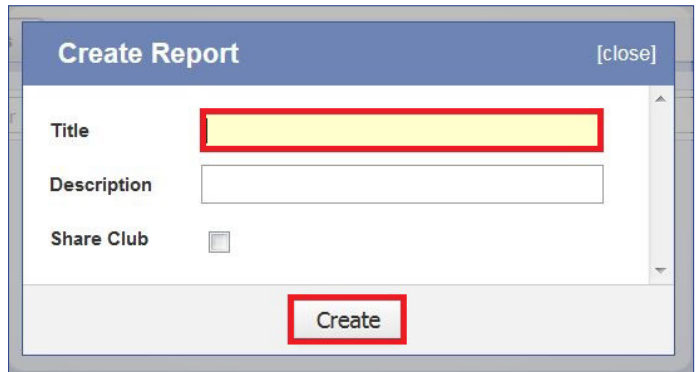 Create Report [close]
Title
Description
Share Club
Create